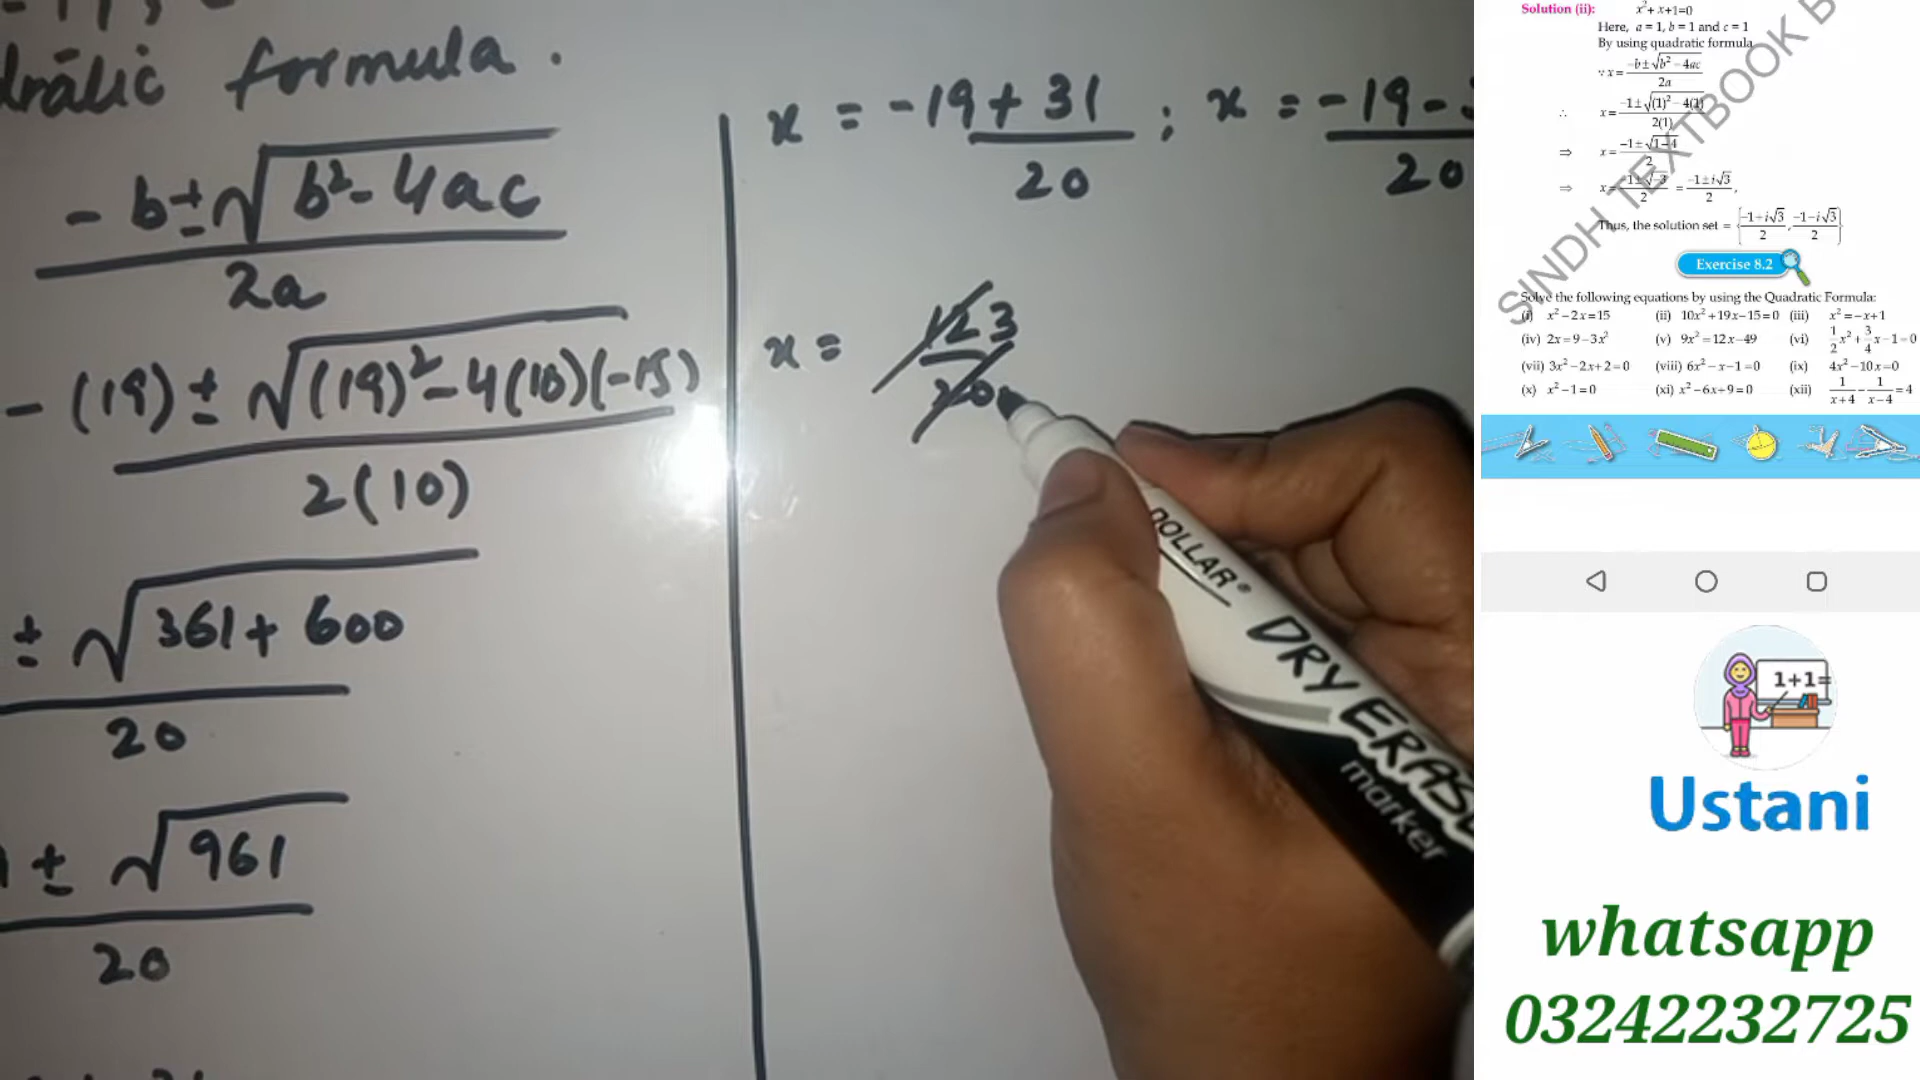 formula.
-b±√b²-4ac
2a
-(19)±√(19)²-4(10)(-15)
2(10)
±√361+600
20
±√961
20
x = -19+31 ; x = -19-
20 20
x = 12 3
20
DOLLAR®
DRY ERAS
marker
Solution (ii): x²+x+1=0
Here, a = 1, b = 1 and c = 1
By using quadratic formula
∵ x = -b±√b²-4ac
2a
∴ x = -1±√(1)²-4(1)
2(1)
⇒ x = -1±√1-4
2
⇒ x = -1±√-3 = -1±i√3,
2 2
Thus, the solution set = {-1+i√3, -1-i√3}
2 2
SINDH TEXTBOOK B
Exercise 8.2
Solve the following equations by using the Quadratic Formula:
(i) x²-2x=15 (ii) 10x²+19x-15=0 (iii) x²=-x+1
(iv) 2x=9-3x² (v) 9x²=12x-49 (vi) 1/2x²+3/4x-1=0
(vii) 3x²-2x+2=0 (viii) 6x²-x-1=0 (ix) 4x²-10x=0
(x) x²-1=0 (xi) x²-6x+9=0 (xii) 1/x+4 - 1/x-4=4
1+1=
Ustani
whatsapp
03242232725